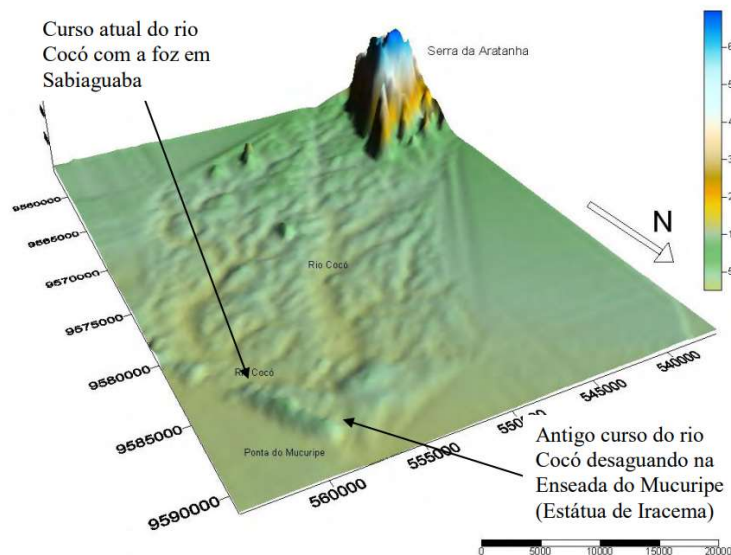 Curso atual do rio
Cocó com a foz em
Sabiaguaba
Serra da Aratanha
N
Rio Cocó
Rio Cocó
Ponta do Mucuripe
9560000
9565000
9570000
9575000
9580000
9585000
9590000
560000
555000
545000
540000
Antigo curso do rio
Cocó desaguando na
Enseada do Mucuripe
(Estátua de Iracema)
0 5000 10000 15000 20000